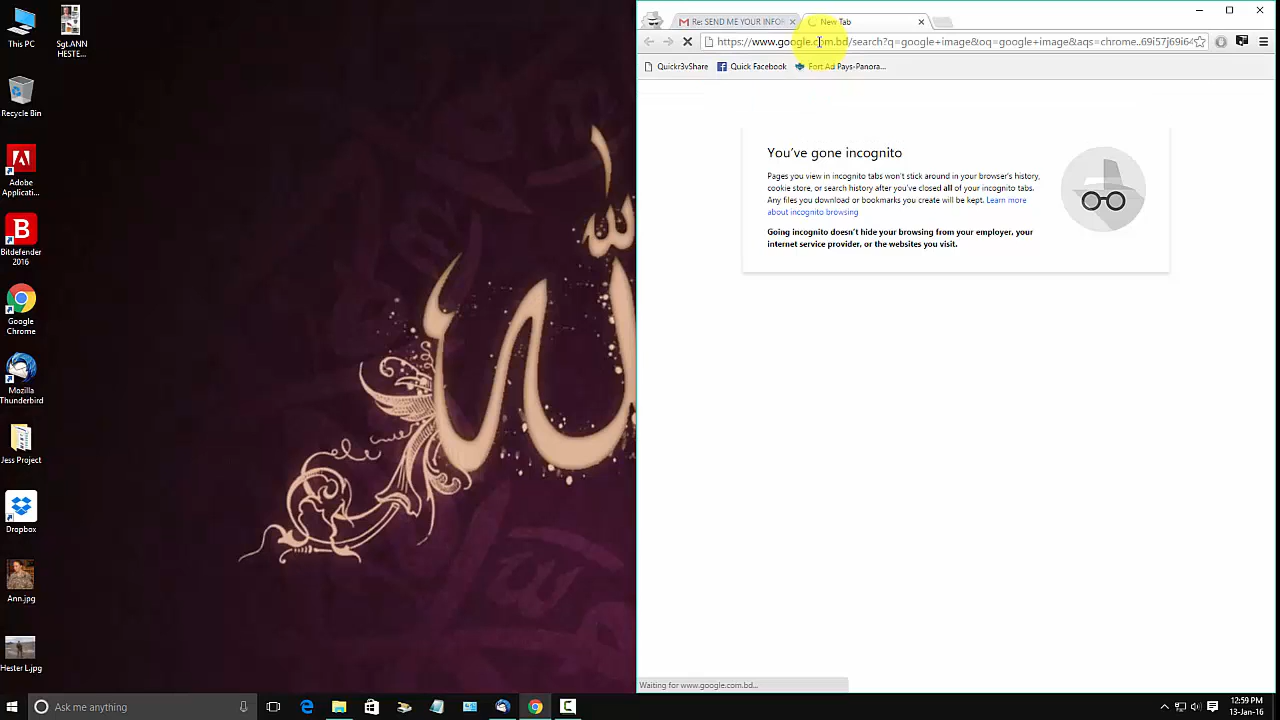 This PC
Sgt.ANN
HESTE...
Recycle Bin
Adobe
Applicati...
Bitdefender
2016
Google
Chrome
Mozilla
Thunderbird
Jess Project
Dropbox
Ann.jpg
Hester L.jpg
Re: SEND ME YOUR INFOR
New Tab
https://www.google.com.bd/search?q=google+image&oq=google+image&aqs=chrome..69i57j69i64
Quickr3vShare
Quick Facebook
Fort Ad Pays-Panora...
You've gone incognito
Pages you view in incognito tabs won't stick around in your browser's history,
cookie store, or search history after you've closed all of your incognito tabs.
Any files you download or bookmarks you create will be kept. Learn more
about incognito browsing
Going incognito doesn't hide your browsing from your employer, your
internet service provider, or the websites you visit.
Waiting for www.google.com.bd...
Ask me anything
12:59 PM
13-Jan-16